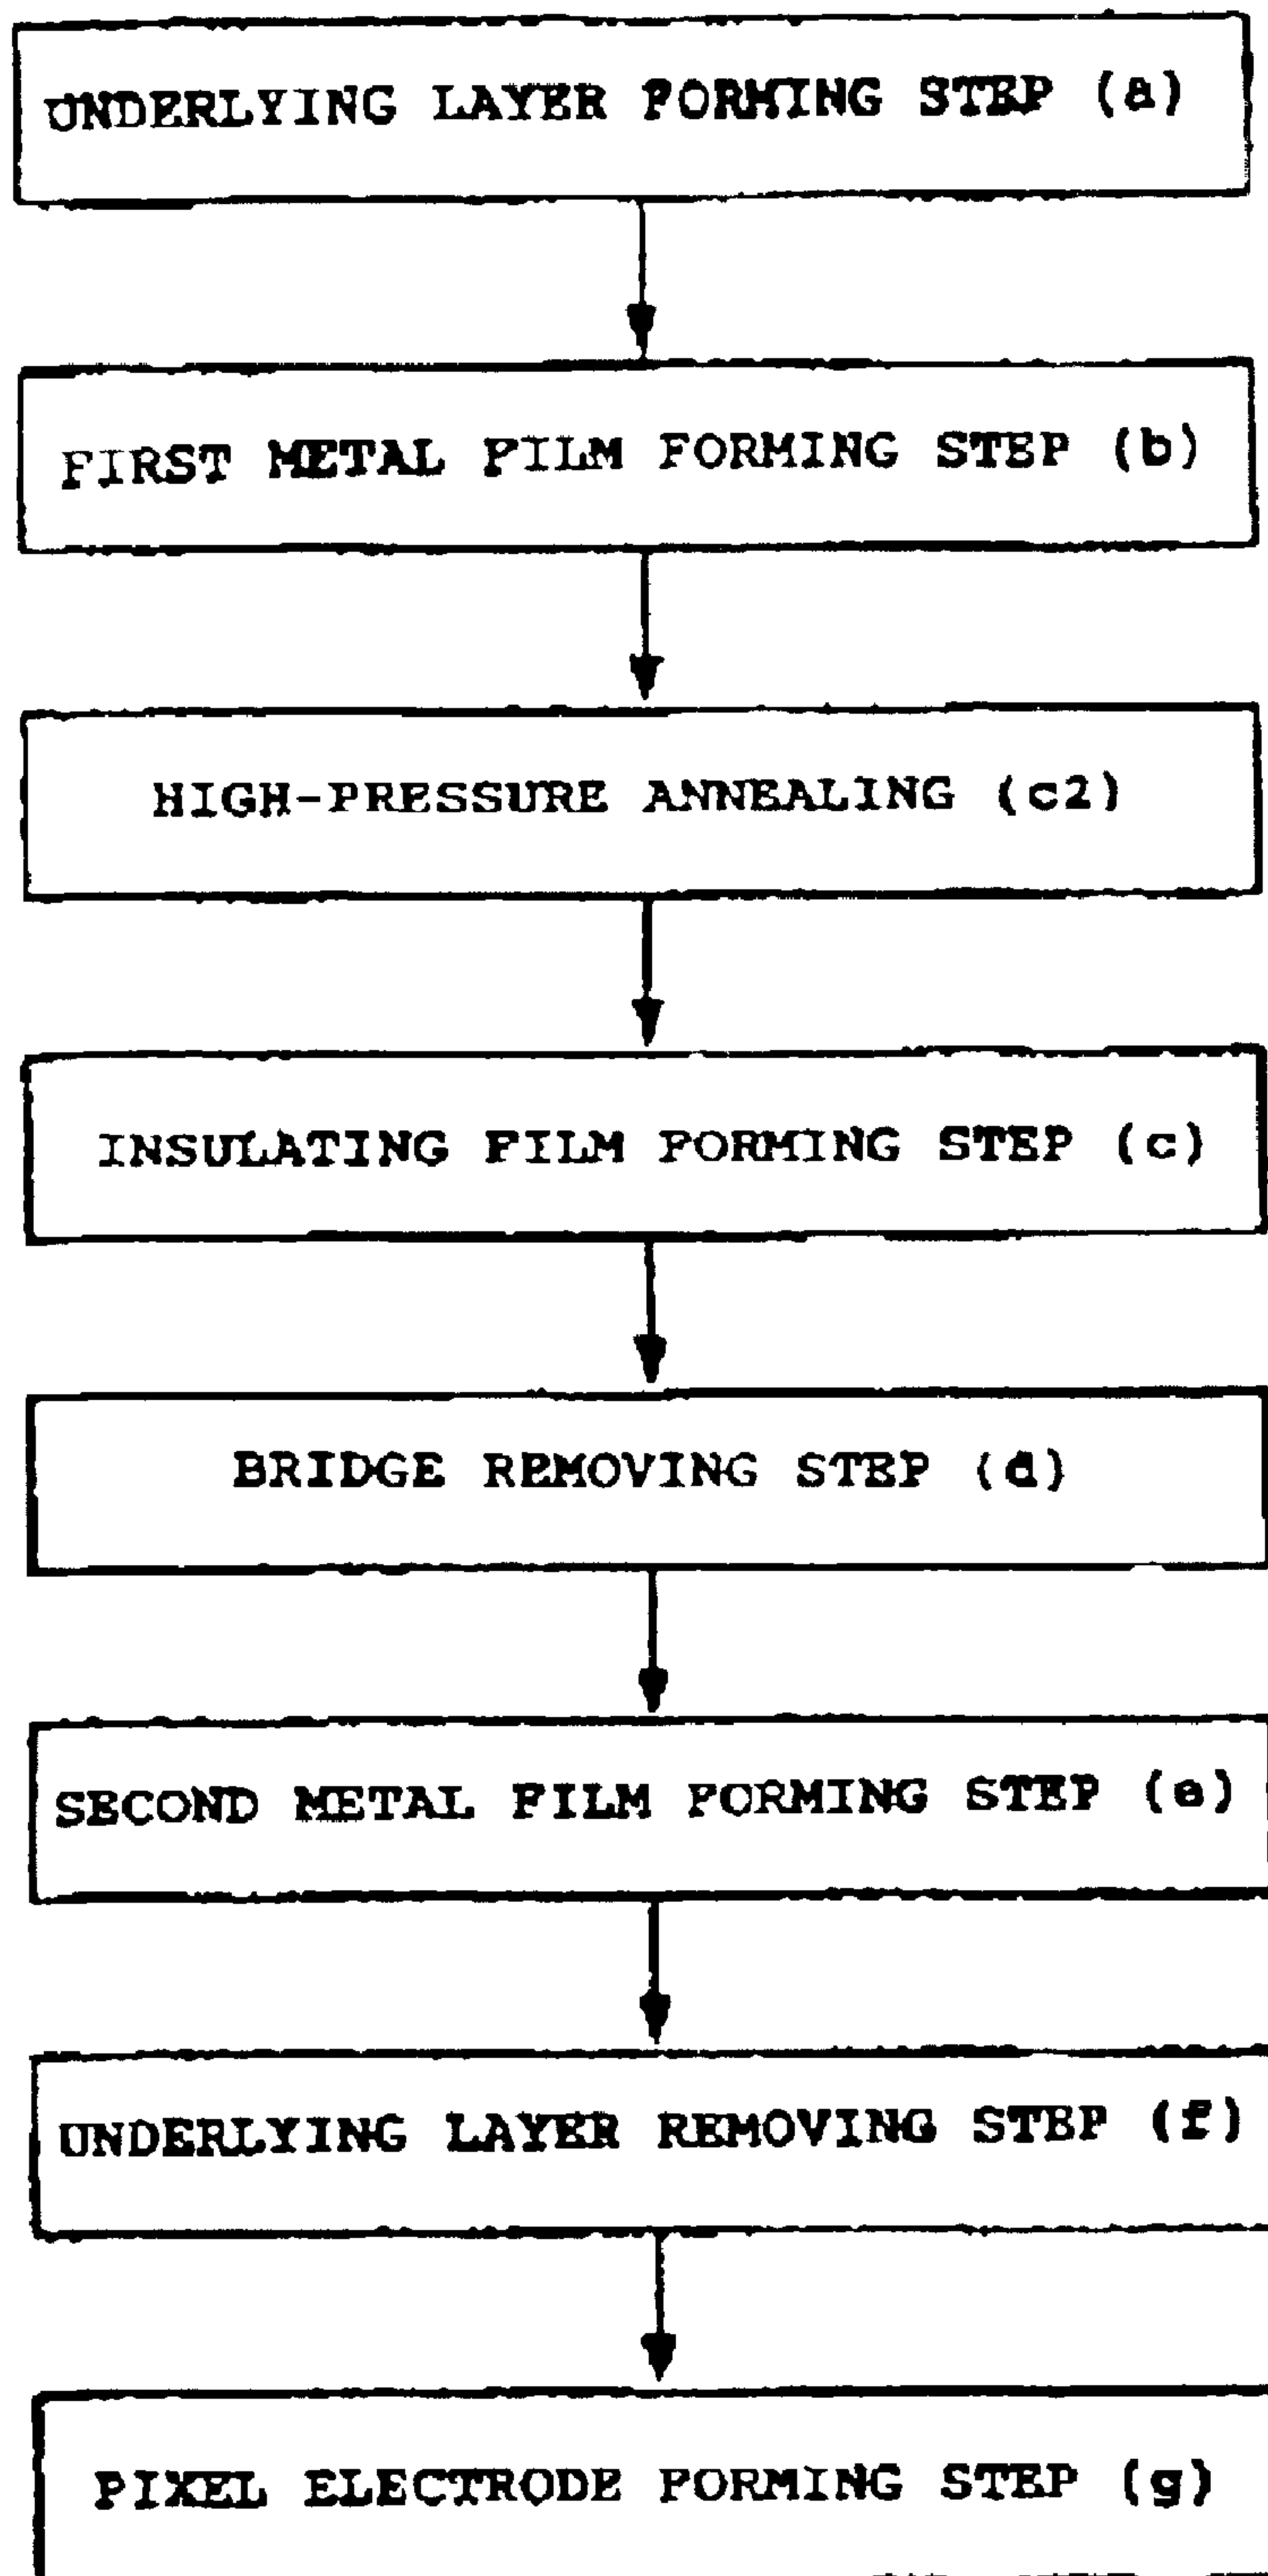 UNDERLYING LAYER FORMING STEP (a)
FIRST METAL FILM FORMING STEP (b)
HIGH-PRESSURE ANNEALING (c2)
INSULATING FILM FORMING STEP (c)
BRIDGE REMOVING STEP (d)
SECOND METAL FILM FORMING STEP (e)
UNDERLYING LAYER REMOVING STEP (f)
PIXEL ELECTRODE FORMING STEP (g)